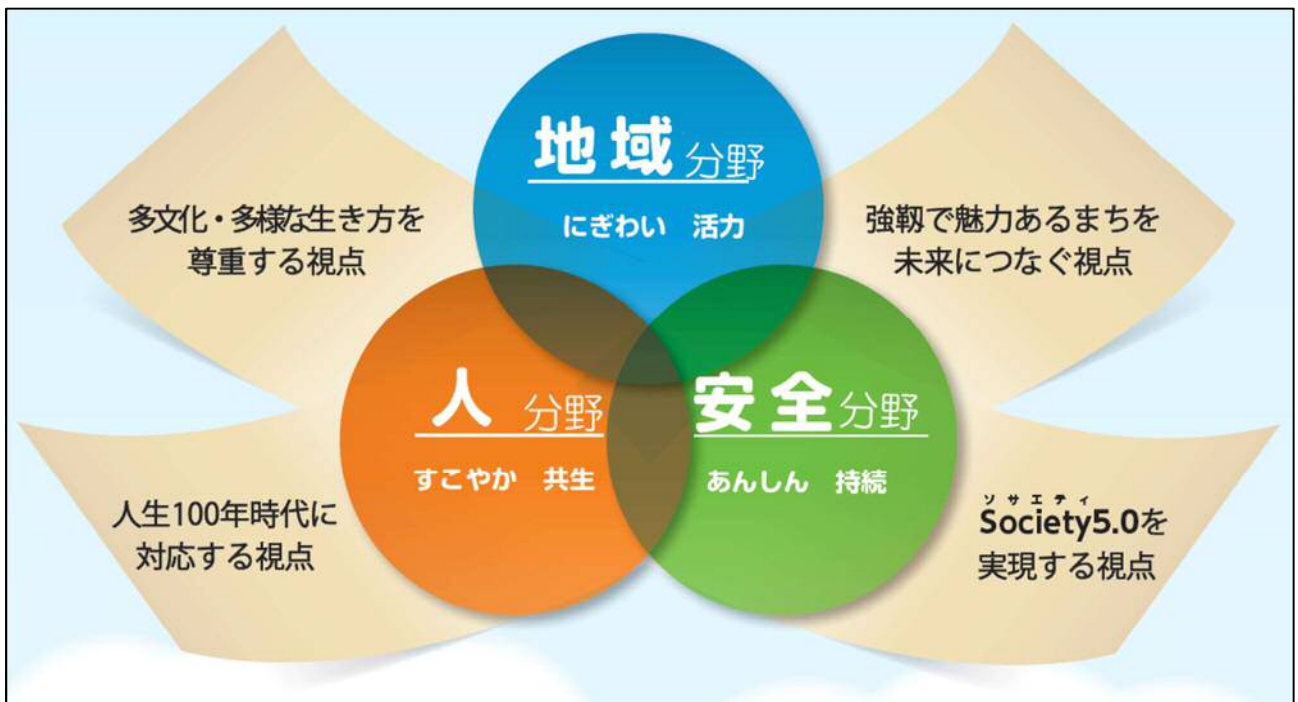 地域分野
にぎわい 活力
多文化・多様な生き方を
尊重する視点
強靱で魅力あるまちを
未来につなぐ視点
人分野
すこやか 共生
安全分野
あんしん 持続
人生100年時代に
対応する視点
ソサエティ
Society5.0を
実現する視点